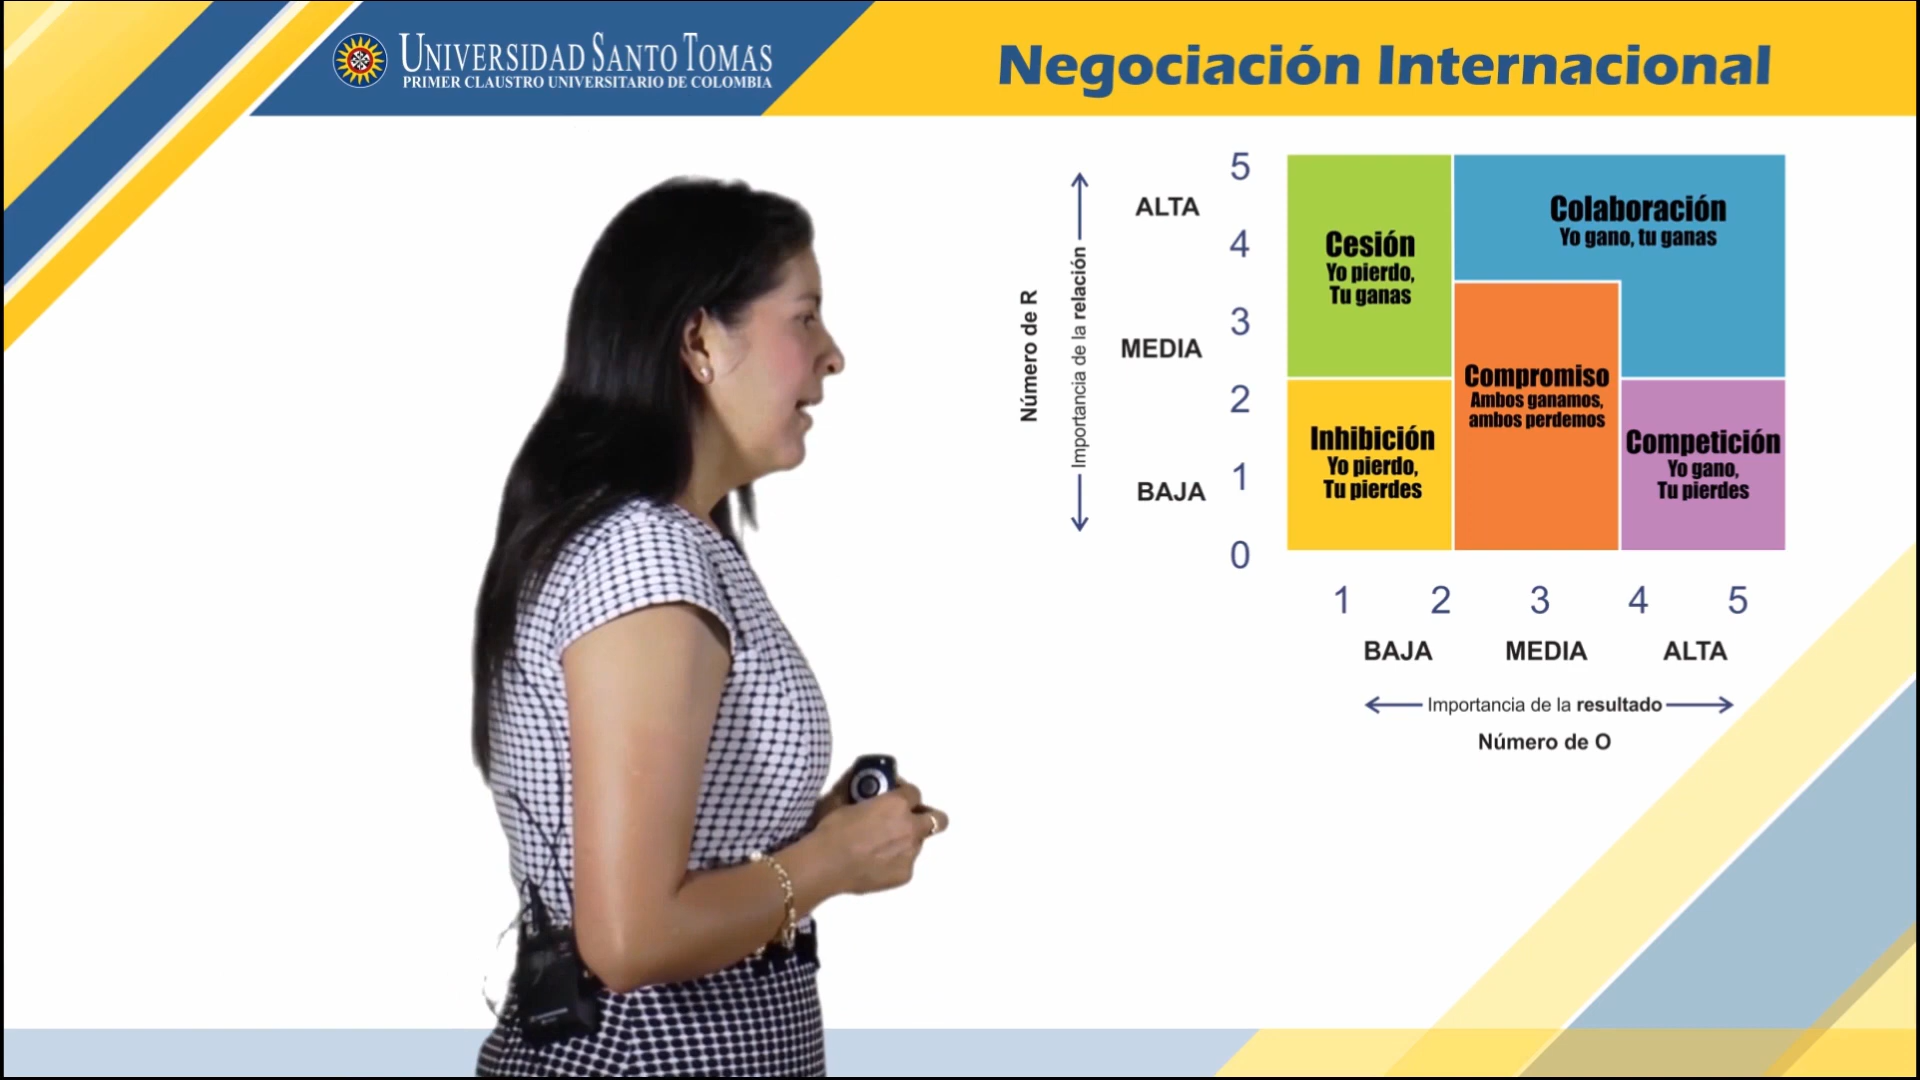 UNIVERSIDAD SANTO TOMÁS
PRIMER CLAUSTRO UNIVERSITARIO DE COLOMBIA
Negociación Internacional
Número de R
Importancia de la relación
ALTA
MEDIA
BAJA
5
4
3
2
1
0
Cesión
Yo pierdo,
Tu ganas
Colaboración
Yo gano, tu ganas
Inhibición
Yo pierdo,
Tu pierdes
Compromiso
Ambos ganamos,
ambos perdemos
Competición
Yo gano,
Tu pierdes
1 2 3 4 5
BAJA MEDIA ALTA
Importancia de la resultado
Número de O